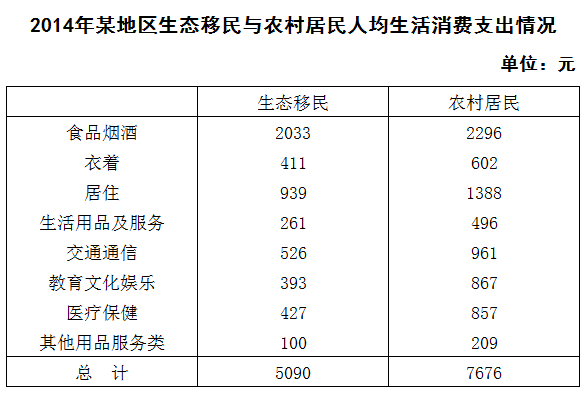 2014年某地区生态移民与农村居民人均生活消费支出情况
单位：元
生态移民 农村居民
食品烟酒 2033 2296
衣着 411 602
居住 939 1388
生活用品及服务 261 496
交通通信 526 961
教育文化娱乐 393 867
医疗保健 427 857
其他用品服务类 100 209
总 计 5090 7676